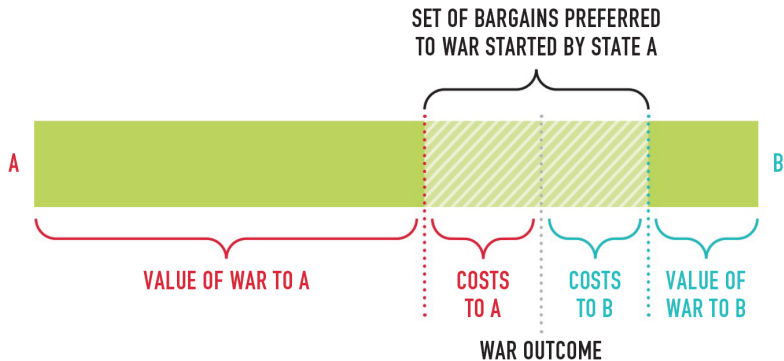 SET OF BARGAINS PREFERRED
TO WAR STARTED BY STATE A
A
B
VALUE OF WAR TO A
COSTS
TO A
COSTS
TO B
VALUE OF
WAR TO B
WAR OUTCOME